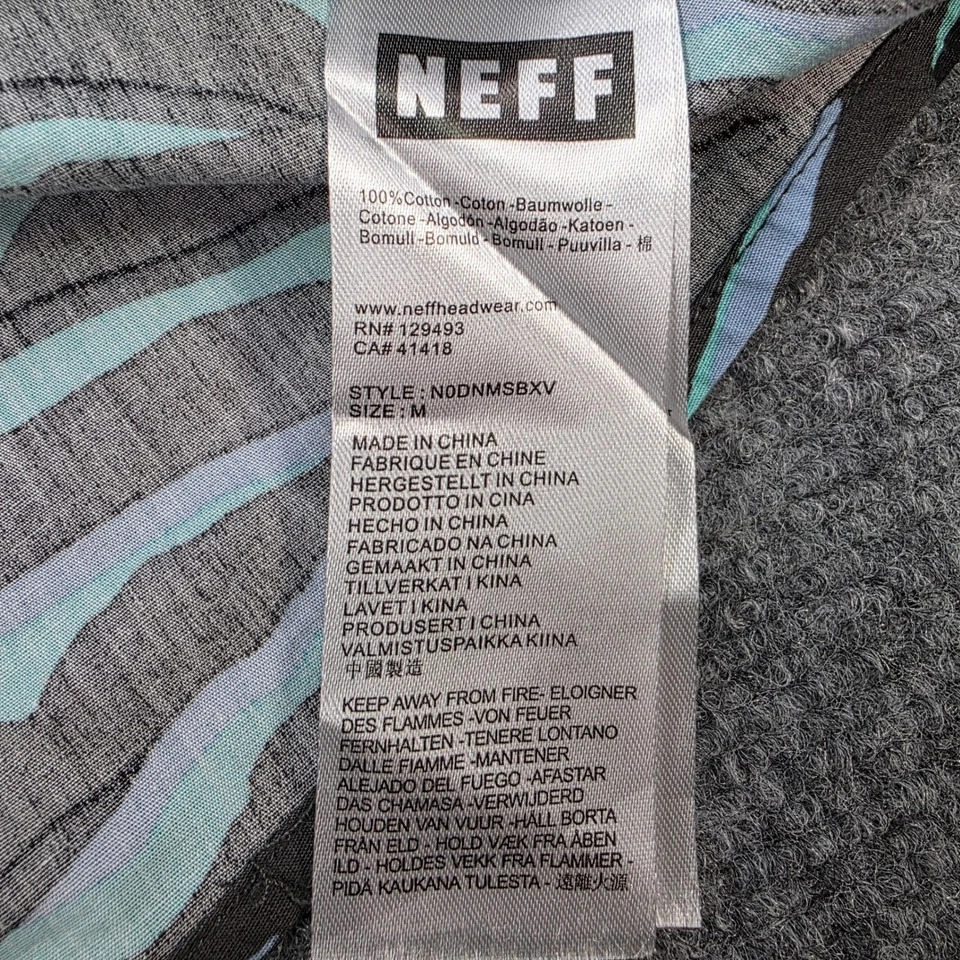 NEFF
100%Cotton -Coton -Baumwolle -
Cotone -Algodón -Algodão -Katoen -
Bomull -Bomuld -Bomull - Puuvilla - 棉
www.neffheadwear.com
RN# 129493
CA# 41418
STYLE : N0DNMSBXV
SIZE : M
MADE IN CHINA
FABRIQUE EN CHINE
HERGESTELLT IN CHINA
PRODOTTO IN CINA
HECHO IN CHINA
FABRICADO NA CHINA
GEMAAKT IN CHINA
TILLVERKAT I KINA
LAVET I KINA
PRODUSERT I CHINA
VALMISTUSPAIKKA KIINA
中國製造
KEEP AWAY FROM FIRE- ELOIGNER
DES FLAMMES -VON FEUER
FERNHALTEN -TENERE LONTANO
DALLE FIAMME -MANTENER
ALEJADO DEL FUEGO -AFASTAR
DAS CHAMASA -VERWIJDERD
HOUDEN VAN VUUR -HÅLL BORTA
FRÅN ELD - HOLD VÆK FRA ÅBEN
ILD - HOLDES VEKK FRA FLAMMER -
PIDA KAUKANA TULESTA - 遠離火源